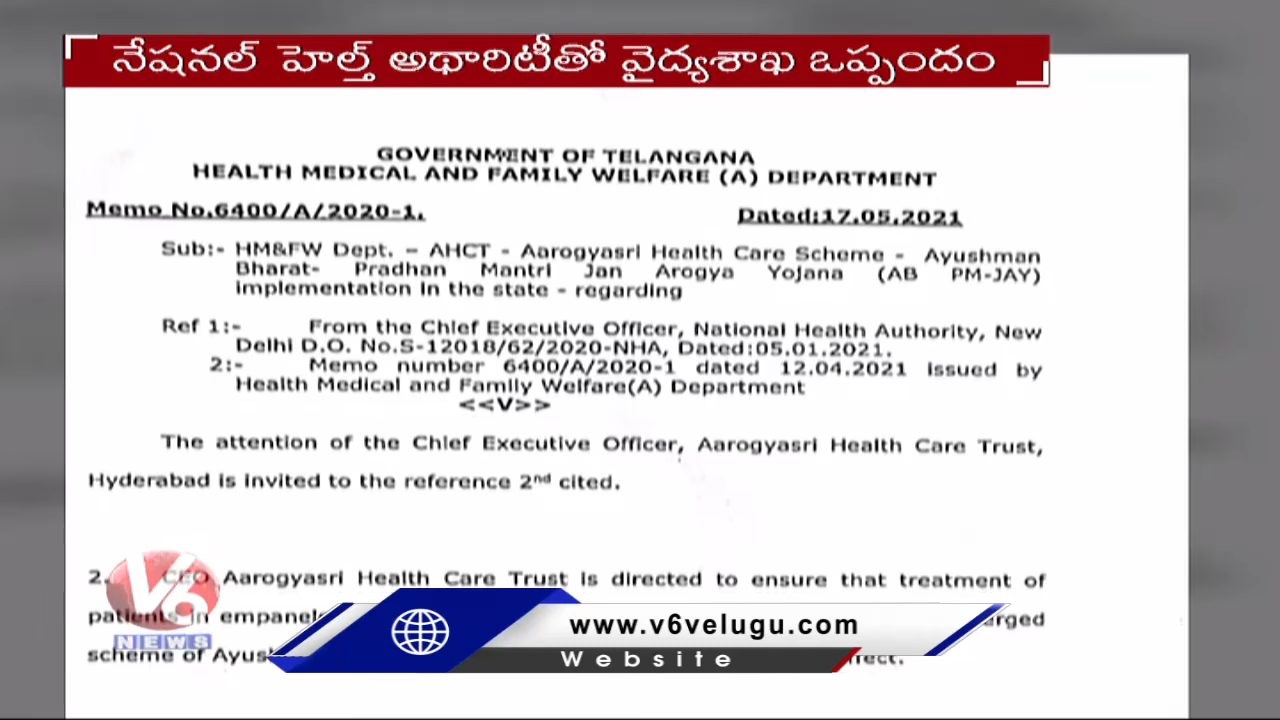 నేషనల్ హెల్త్ అథారిటీతో వైద్యశాఖ ఒప్పందం
GOVERNMENT OF TELANGANA
HEALTH MEDICAL AND FAMILY WELFARE (A) DEPARTMENT
Memo No.6400/A/2020-1. Dated:17.05.2021
Sub:- HM&FW Dept. – AHCT - Aarogyasri Health Care Scheme - Ayushman
Bharat- Pradhan Mantri Jan Arogya Yojana (AB PM-JAY)
implementation in the state - regarding
Ref 1:- From the Chief Executive Officer, National Health Authority, New
Delhi D.O. No.S-12018/62/2020-NHA, Dated:05.01.2021.
2:- Memo number 6400/A/2020-1 dated 12.04.2021 issued by
Health Medical and Family Welfare(A) Department
<<V>>
The attention of the Chief Executive Officer, Aarogyasri Health Care Trust,
Hyderabad is invited to the reference 2nd cited.
2. CEO Aarogyasri Health Care Trust is directed to ensure that treatment of
patients in
scheme of
V6
NEWS
www.v6velugu.com
Website